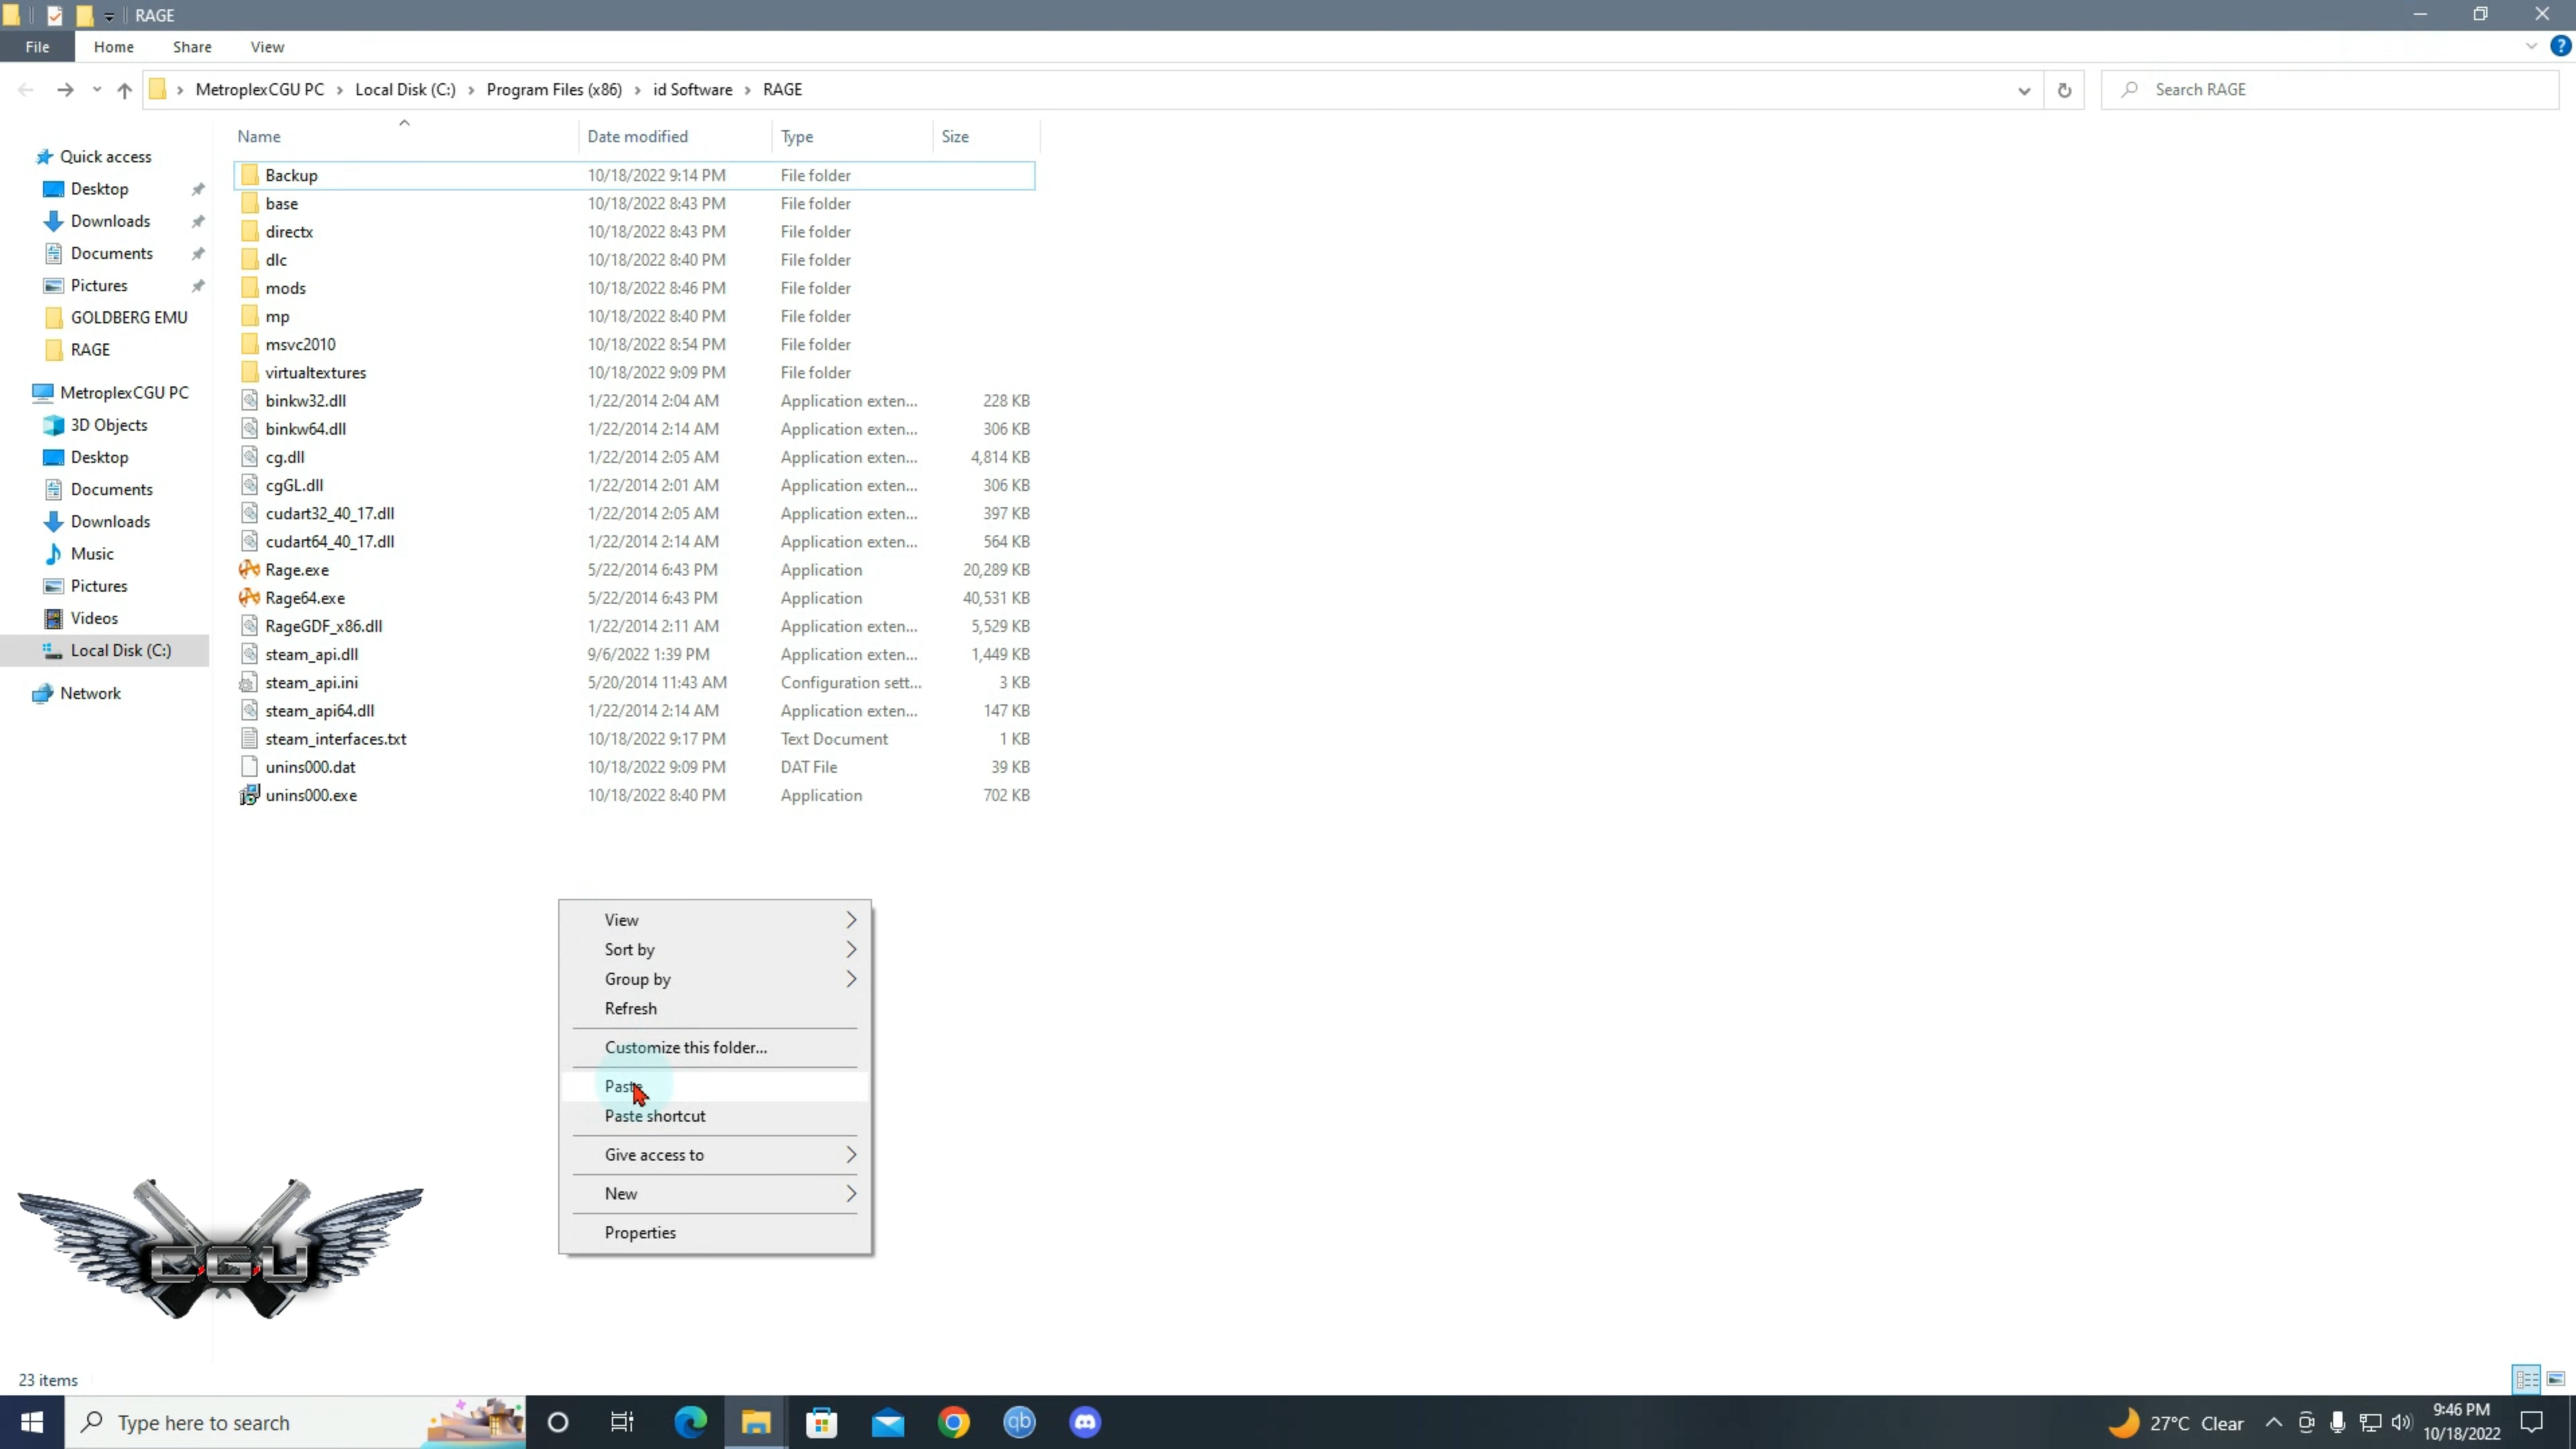 RAGE
File Home Share View
MetroplexCGU PC Local Disk (C:) Program Files (x86) id Software RAGE
Search RAGE
Name Date modified Type Size
Quick access
Desktop
Downloads
Documents
Pictures
GOLDBERG EMU
RAGE
MetroplexCGU PC
3D Objects
Desktop
Documents
Downloads
Music
Pictures
Videos
Local Disk (C:)
Network
Backup 10/18/2022 9:14 PM File folder
base 10/18/2022 8:43 PM File folder
directx 10/18/2022 8:43 PM File folder
dlc 10/18/2022 8:40 PM File folder
mods 10/18/2022 8:46 PM File folder
mp 10/18/2022 8:40 PM File folder
msvc2010 10/18/2022 8:54 PM File folder
virtualtextures 10/18/2022 9:09 PM File folder
binkw32.dll 1/22/2014 2:04 AM Application exten... 228 KB
binkw64.dll 1/22/2014 2:14 AM Application exten... 306 KB
cg.dll 1/22/2014 2:05 AM Application exten... 4,814 KB
cgGL.dll 1/22/2014 2:01 AM Application exten... 306 KB
cudart32_40_17.dll 1/22/2014 2:05 AM Application exten... 397 KB
cudart64_40_17.dll 1/22/2014 2:14 AM Application exten... 564 KB
Rage.exe 5/22/2014 6:43 PM Application 20,289 KB
Rage64.exe 5/22/2014 6:43 PM Application 40,531 KB
RageGDF_x86.dll 1/22/2014 2:11 AM Application exten... 5,529 KB
steam_api.dll 9/6/2022 1:39 PM Application exten... 1,449 KB
steam_api.ini 5/20/2014 11:43 AM Configuration sett... 3 KB
steam_api64.dll 1/22/2014 2:14 AM Application exten... 147 KB
steam_interfaces.txt 10/18/2022 9:17 PM Text Document 1 KB
unins000.dat 10/18/2022 9:09 PM DAT File 39 KB
unins000.exe 10/18/2022 8:40 PM Application 702 KB
View
Sort by
Group by
Refresh
Customize this folder...
Paste
Paste shortcut
Give access to
New
Properties
C.G.U
23 items
Type here to search
qb
27°C Clear
9:46 PM
10/18/2022